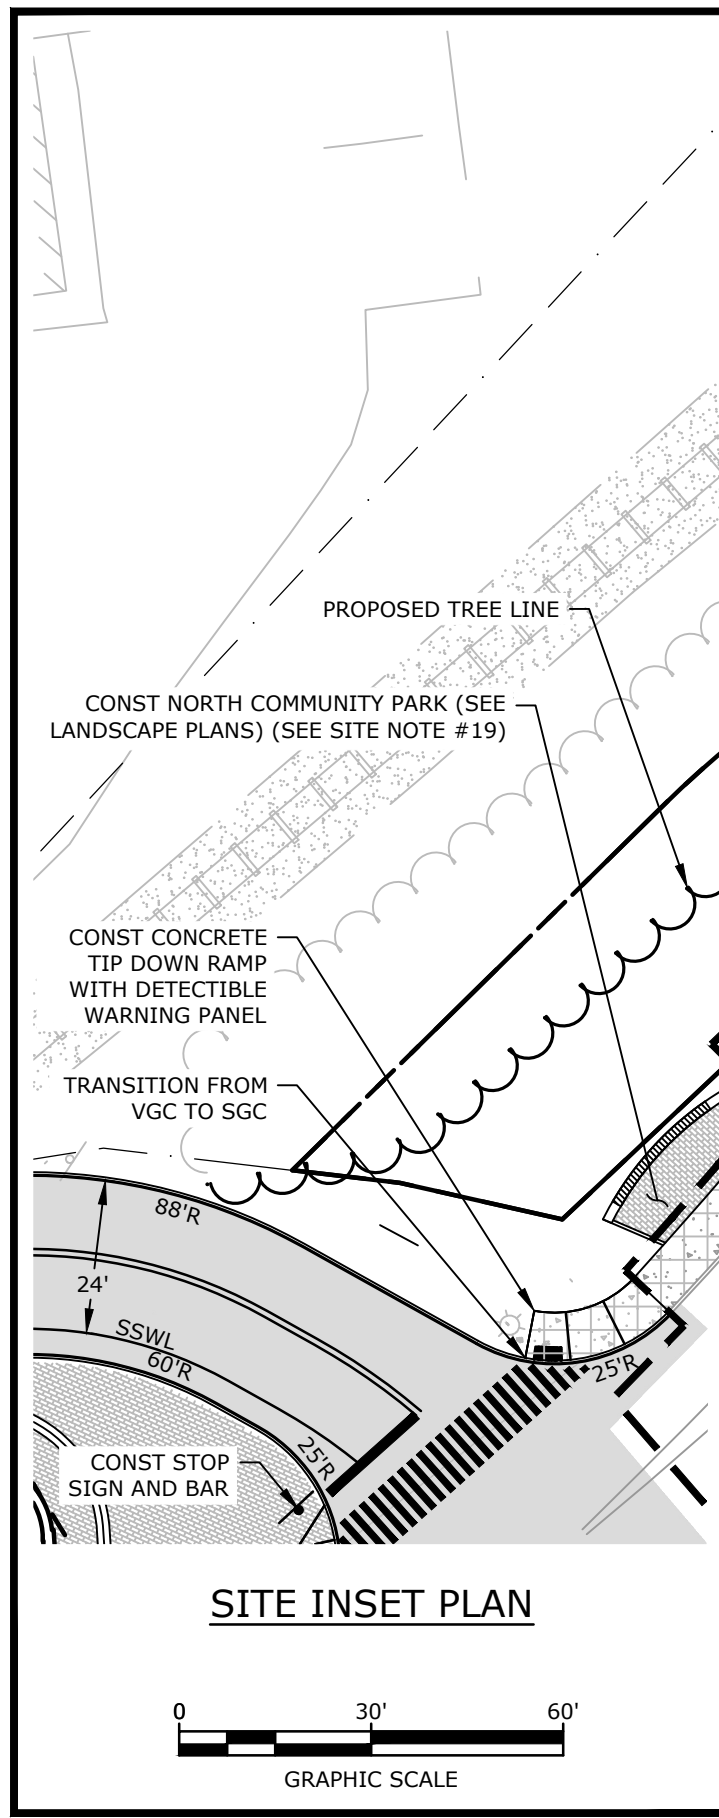 PROPOSED TREE LINE
CONST NORTH COMMUNITY PARK (SEE
LANDSCAPE PLANS) (SEE SITE NOTE #19)
CONST CONCRETE
TIP DOWN RAMP
WITH DETECTIBLE
WARNING PANEL
TRANSITION FROM
VGC TO SGC
88'R
24'
SSWL
60'R
25'R
25'R
CONST STOP
SIGN AND BAR
SITE INSET PLAN
0 30' 60'
GRAPHIC SCALE